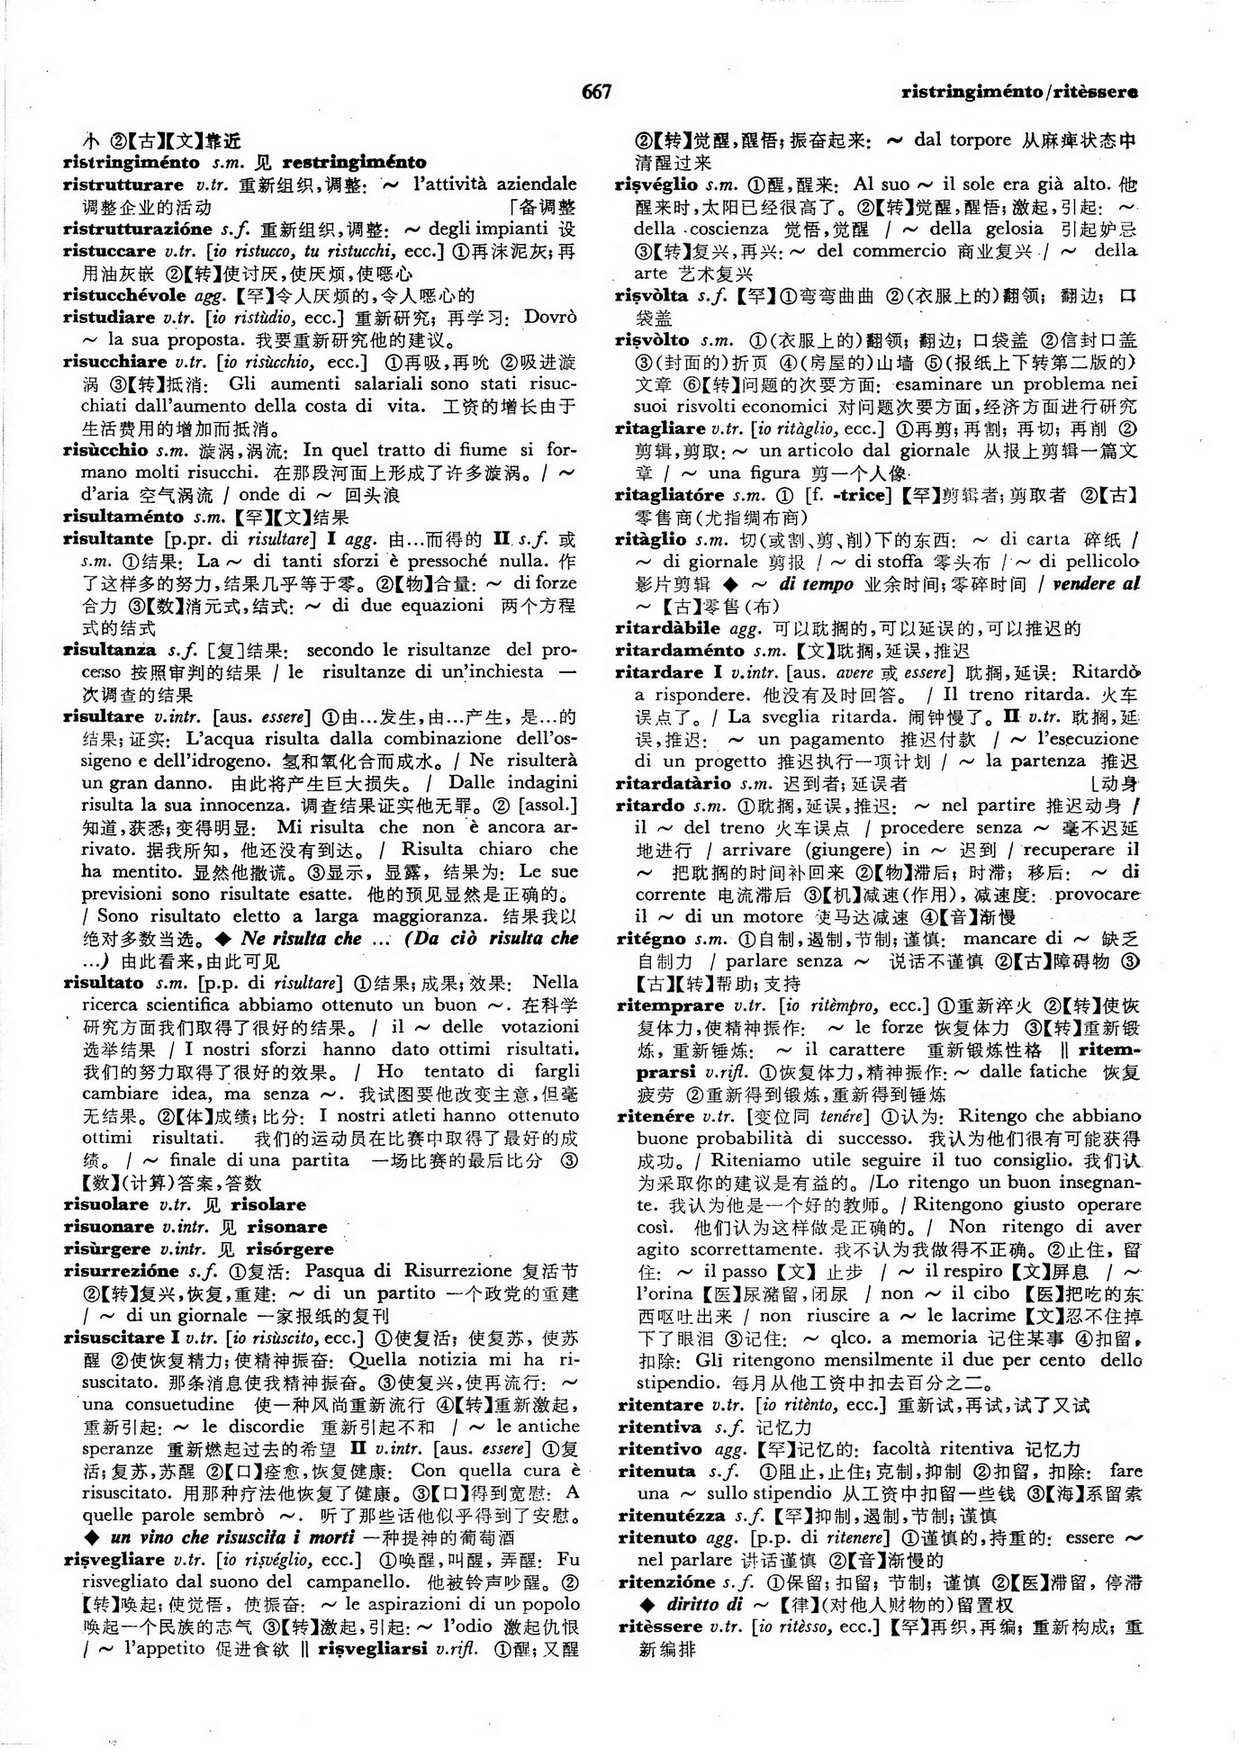 667
ristringiménto/ritèssere
小 ②【古】【文】靠近
ristringiménto s.m. 见 restringiménto
ristrutturare v.tr. 重新组织,调整: ~ l'attività aziendale
调整企业的活动 「备调整
ristrutturazióne s.f. 重新组织,调整: ~ degli impianti 设
ristuccare v.tr. [io ristucco, tu ristucchi, ecc.] ①再沫泥灰;再
用油灰嵌 ②【转】使讨厌,使厌烦,使噁心
ristucchévole agg. 【罕】令人厌烦的,令人噁心的
ristudiare v.tr. [io ristùdio, ecc.] 重新研究; 再学习: Dovrò
~ la sua proposta. 我要重新研究他的建议。
risucchiare v.tr. [io risùcchio, ecc.] ①再吸,再吮 ②吸进漩
涡 ③【转】抵消: Gli aumenti salariali sono stati risuc-
chiati dall'aumento della costa di vita. 工资的增长由于
生活费用的增加而抵消。
risùcchio s.m. 漩涡,涡流: In quel tratto di fiume si for-
mano molti risucchi. 在那段河面上形成了许多漩涡。/ ~
d'aria 空气涡流 / onde di ~ 回头浪
risultaménto s.m. 【罕】【文】结果
risultante [p.pr. di risultare] I agg. 由…而得的 II s.f. 或
s.m. ①结果: La ~ di tanti sforzi è pressoché nulla. 作
了这样多的努力,结果几乎等于零。②【物】合量: ~ di forze
合力 ③【数】消元式,结式: ~ di due equazioni 两个方程
式的结式
risultanza s.f. [复]结果: secondo le risultanze del pro-
cesso 按照审判的结果 / le risultanze di un'inchiesta 一
次调查的结果
risultare v.intr. [aus. essere] ①由…发生,由…产生, 是…的
结果;证实: L'acqua risulta dalla combinazione dell'os-
sigeno e dell'idrogeno. 氢和氧化合而成水。/ Ne risulterà
un gran danno. 由此将产生巨大损失。/ Dalle indagini
risulta la sua innocenza. 调查结果证实他无罪。② [assol.]
知道,获悉;变得明显: Mi risulta che non è ancora ar-
rivato. 据我所知, 他还没有到达。/ Risulta chiaro che
ha mentito. 显然他撒谎。③显示, 显露, 结果为: Le sue
previsioni sono risultate esatte. 他的预见显然是正确的。
/ Sono risultato eletto a larga maggioranza. 结果我以
绝对多数当选。◆ Ne risulta che … (Da ciò risulta che
…) 由此看来,由此可见
risultato s.m. [p.p. di risultare] ①结果;成果;效果: Nella
ricerca scientifica abbiamo ottenuto un buon ~. 在科学
研究方面我们取得了很好的结果。/ il ~ delle votazioni
选举结果 / I nostri sforzi hanno dato ottimi risultati.
我们的努力取得了很好的效果。/ Ho tentato di fargli
cambiare idea, ma senza ~. 我试图要他改变主意,但毫
无结果。②【体】成绩;比分: I nostri atleti hanno ottenuto
ottimi risultati. 我们的运动员在比赛中取得了最好的成
绩。/ ~ finale di una partita 一场比赛的最后比分 ③
【数】(计算)答案,答数
risuolare v.tr. 见 risolare
risuonare v.intr. 见 risonare
risùrgere v.intr. 见 risórgere
risurrezióne s.f. ①复活: Pasqua di Risurrezione 复活节
②【转】复兴,恢复,重建: ~ di un partito 一个政党的重建
/ ~ di un giornale 一家报纸的复刊
risuscitare I v.tr. [io risùscito, ecc.] ①使复活; 使复苏, 使苏
醒 ②使恢复精力;使精神振奋: Quella notizia mi ha ri-
suscitato. 那条消息使我精神振奋。③使复兴,使再流行: ~
una consuetudine 使一种风尚重新流行 ④【转】重新激起,
重新引起: ~ le discordie 重新引起不和 / ~ le antiche
speranze 重新燃起过去的希望 II v.intr. [aus. essere] ①复
活;复苏,苏醒 ②【口】痊愈,恢复健康: Con quella cura è
risuscitato. 用那种疗法他恢复了健康。③【口】得到宽慰: A
quelle parole sembrò ~. 听了那些话他似乎得到了安慰。
◆ un vino che risuscita i morti 一种提神的葡萄酒
rişvegliare v.tr. [io rişvéglio, ecc.] ①唤醒,叫醒, 弄醒: Fu
risvegliato dal suono del campanello. 他被铃声吵醒。②
【转】唤起;使觉悟, 使振奋: ~ le aspirazioni di un popolo
唤起一个民族的志气 ③【转】激起,引起: ~ l'odio 激起仇恨
/ ~ l'appetito 促进食欲 ‖ rişvegliarsi v.rifl. ①醒; 又醒
②【转】觉醒,醒悟;振奋起来: ~ dal torpore 从麻痺状态中
清醒过来
rişvéglio s.m. ①醒,醒来: Al suo ~ il sole era già alto. 他
醒来时,太阳已经很高了。②【转】觉醒,醒悟;激起,引起: ~
della coscienza 觉悟,觉醒 / ~ della gelosia 引起妒忌
③【转】复兴,再兴: ~ del commercio 商业复兴 / ~ della
arte 艺术复兴
rişvòlta s.f. 【罕】①弯弯曲曲 ②(衣服上的)翻领; 翻边; 口
袋盖
rişvòlto s.m. ①(衣服上的)翻领; 翻边; 口袋盖 ②信封口盖
③(封面的)折页 ④(房屋的)山墙 ⑤(报纸上下转第二版的)
文章 ⑥【转】问题的次要方面: esaminare un problema nei
suoi risvolti economici 对问题次要方面,经济方面进行研究
ritagliare v.tr. [io ritàglio, ecc.] ①再剪;再割; 再切; 再削 ②
剪辑,剪取: ~ un articolo dal giornale 从报上剪辑一篇文
章 / ~ una figura 剪一个人像
ritagliatóre s.m. ① [f. -trice] 【罕】剪辑者;剪取者 ②【古】
零售商(尤指绸布商)
ritàglio s.m. 切(或割、剪、削)下的东西: ~ di carta 碎纸 /
~ di giornale 剪报 / ~ di stoffa 零头布 / ~ di pellicolo
影片剪辑 ◆ ~ di tempo 业余时间;零碎时间 / vendere al
~ 【古】零售(布)
ritardàbile agg. 可以耽搁的,可以延误的,可以推迟的
ritardaménto s.m. 【文】耽搁,延误,推迟
ritardare I v.intr. [aus. avere 或 essere] 耽搁,延误: Ritardò
a rispondere. 他没有及时回答。 / Il treno ritarda. 火车
误点了。/ La sveglia ritarda. 闹钟慢了。II v.tr. 耽搁,延
误,推迟: ~ un pagamento 推迟付款 / ~ l'esecuzione
di un progetto 推迟执行一项计划 / ~ la partenza 推迟
ritardatàrio s.m. 迟到者;延误者 ⌊动身
ritardo s.m. ①耽搁,延误,推迟: ~ nel partire 推迟动身 /
il ~ del treno 火车误点 / procedere senza ~ 毫不迟延
地进行 / arrivare (giungere) in ~ 迟到 / recuperare il
~ 把耽搁的时间补回来 ②【物】滞后; 时滞; 移后: ~ di
corrente 电流滞后 ③【机】减速(作用), 减速度: provocare
il ~ di un motore 使马达减速 ④【音】渐慢
ritégno s.m. ①自制,遏制,节制;谨慎: mancare di ~ 缺乏
自制力 / parlare senza ~ 说话不谨慎 ②【古】障碍物 ③
【古】【转】帮助;支持
ritemprare v.tr. [io ritèmpro, ecc.] ①重新淬火 ②【转】使恢
复体力,使精神振作: ~ le forze 恢复体力 ③【转】重新锻
炼, 重新锤炼: ~ il carattere 重新锻炼性格 ‖ ritem-
prarsi v.rifl. ①恢复体力,精神振作: ~ dalle fatiche 恢复
疲劳 ②重新得到锻炼,重新得到锤炼
ritenére v.tr. [变位同 tenére] ①认为: Ritengo che abbiano
buone probabilità di successo. 我认为他们很有可能获得
成功。/ Riteniamo utile seguire il tuo consiglio. 我们认
为采取你的建议是有益的。/Lo ritengo un buon insegnan-
te. 我认为他是一个好的教师。/ Ritengono giusto operare
così. 他们认为这样做是正确的。/ Non ritengo di aver
agito scorrettamente. 我不认为我做得不正确。②止住, 留
住: ~ il passo【文】止步 / ~ il respiro【文】屏息 / ~
l'orina【医】尿潴留,闭尿 / non ~ il cibo 【医】把吃的东
西呕吐出来 / non riuscire a ~ le lacrime【文】忍不住掉
下了眼泪 ③记住: ~ qlco. a memoria 记住某事 ④扣留,
扣除: Gli ritengono mensilmente il due per cento dello
stipendio. 每月从他工资中扣去百分之二。
ritentare v.tr. [io ritènto, ecc.] 重新试,再试,试了又试
ritentiva s.f. 记忆力
ritentivo agg. 【罕】记忆的: facoltà ritentiva 记忆力
ritenuta s.f. ①阻止,止住;克制,抑制 ②扣留, 扣除: fare
una ~ sullo stipendio 从工资中扣留一些钱 ③【海】系留索
ritenutézza s.f. 【罕】抑制,遏制,节制;谨慎
ritenuto agg. [p.p. di ritenere] ①谨慎的,持重的: essere ~
nel parlare 讲话谨慎 ②【音】渐慢的
ritenzióne s.f. ①保留;扣留; 节制; 谨慎 ②【医】滞留, 停滞
◆ diritto di ~ 【律】(对他人财物的)留置权
ritèssere v.tr. [io ritèsso, ecc.] 【罕】再织,再编; 重新构成; 重
新编排